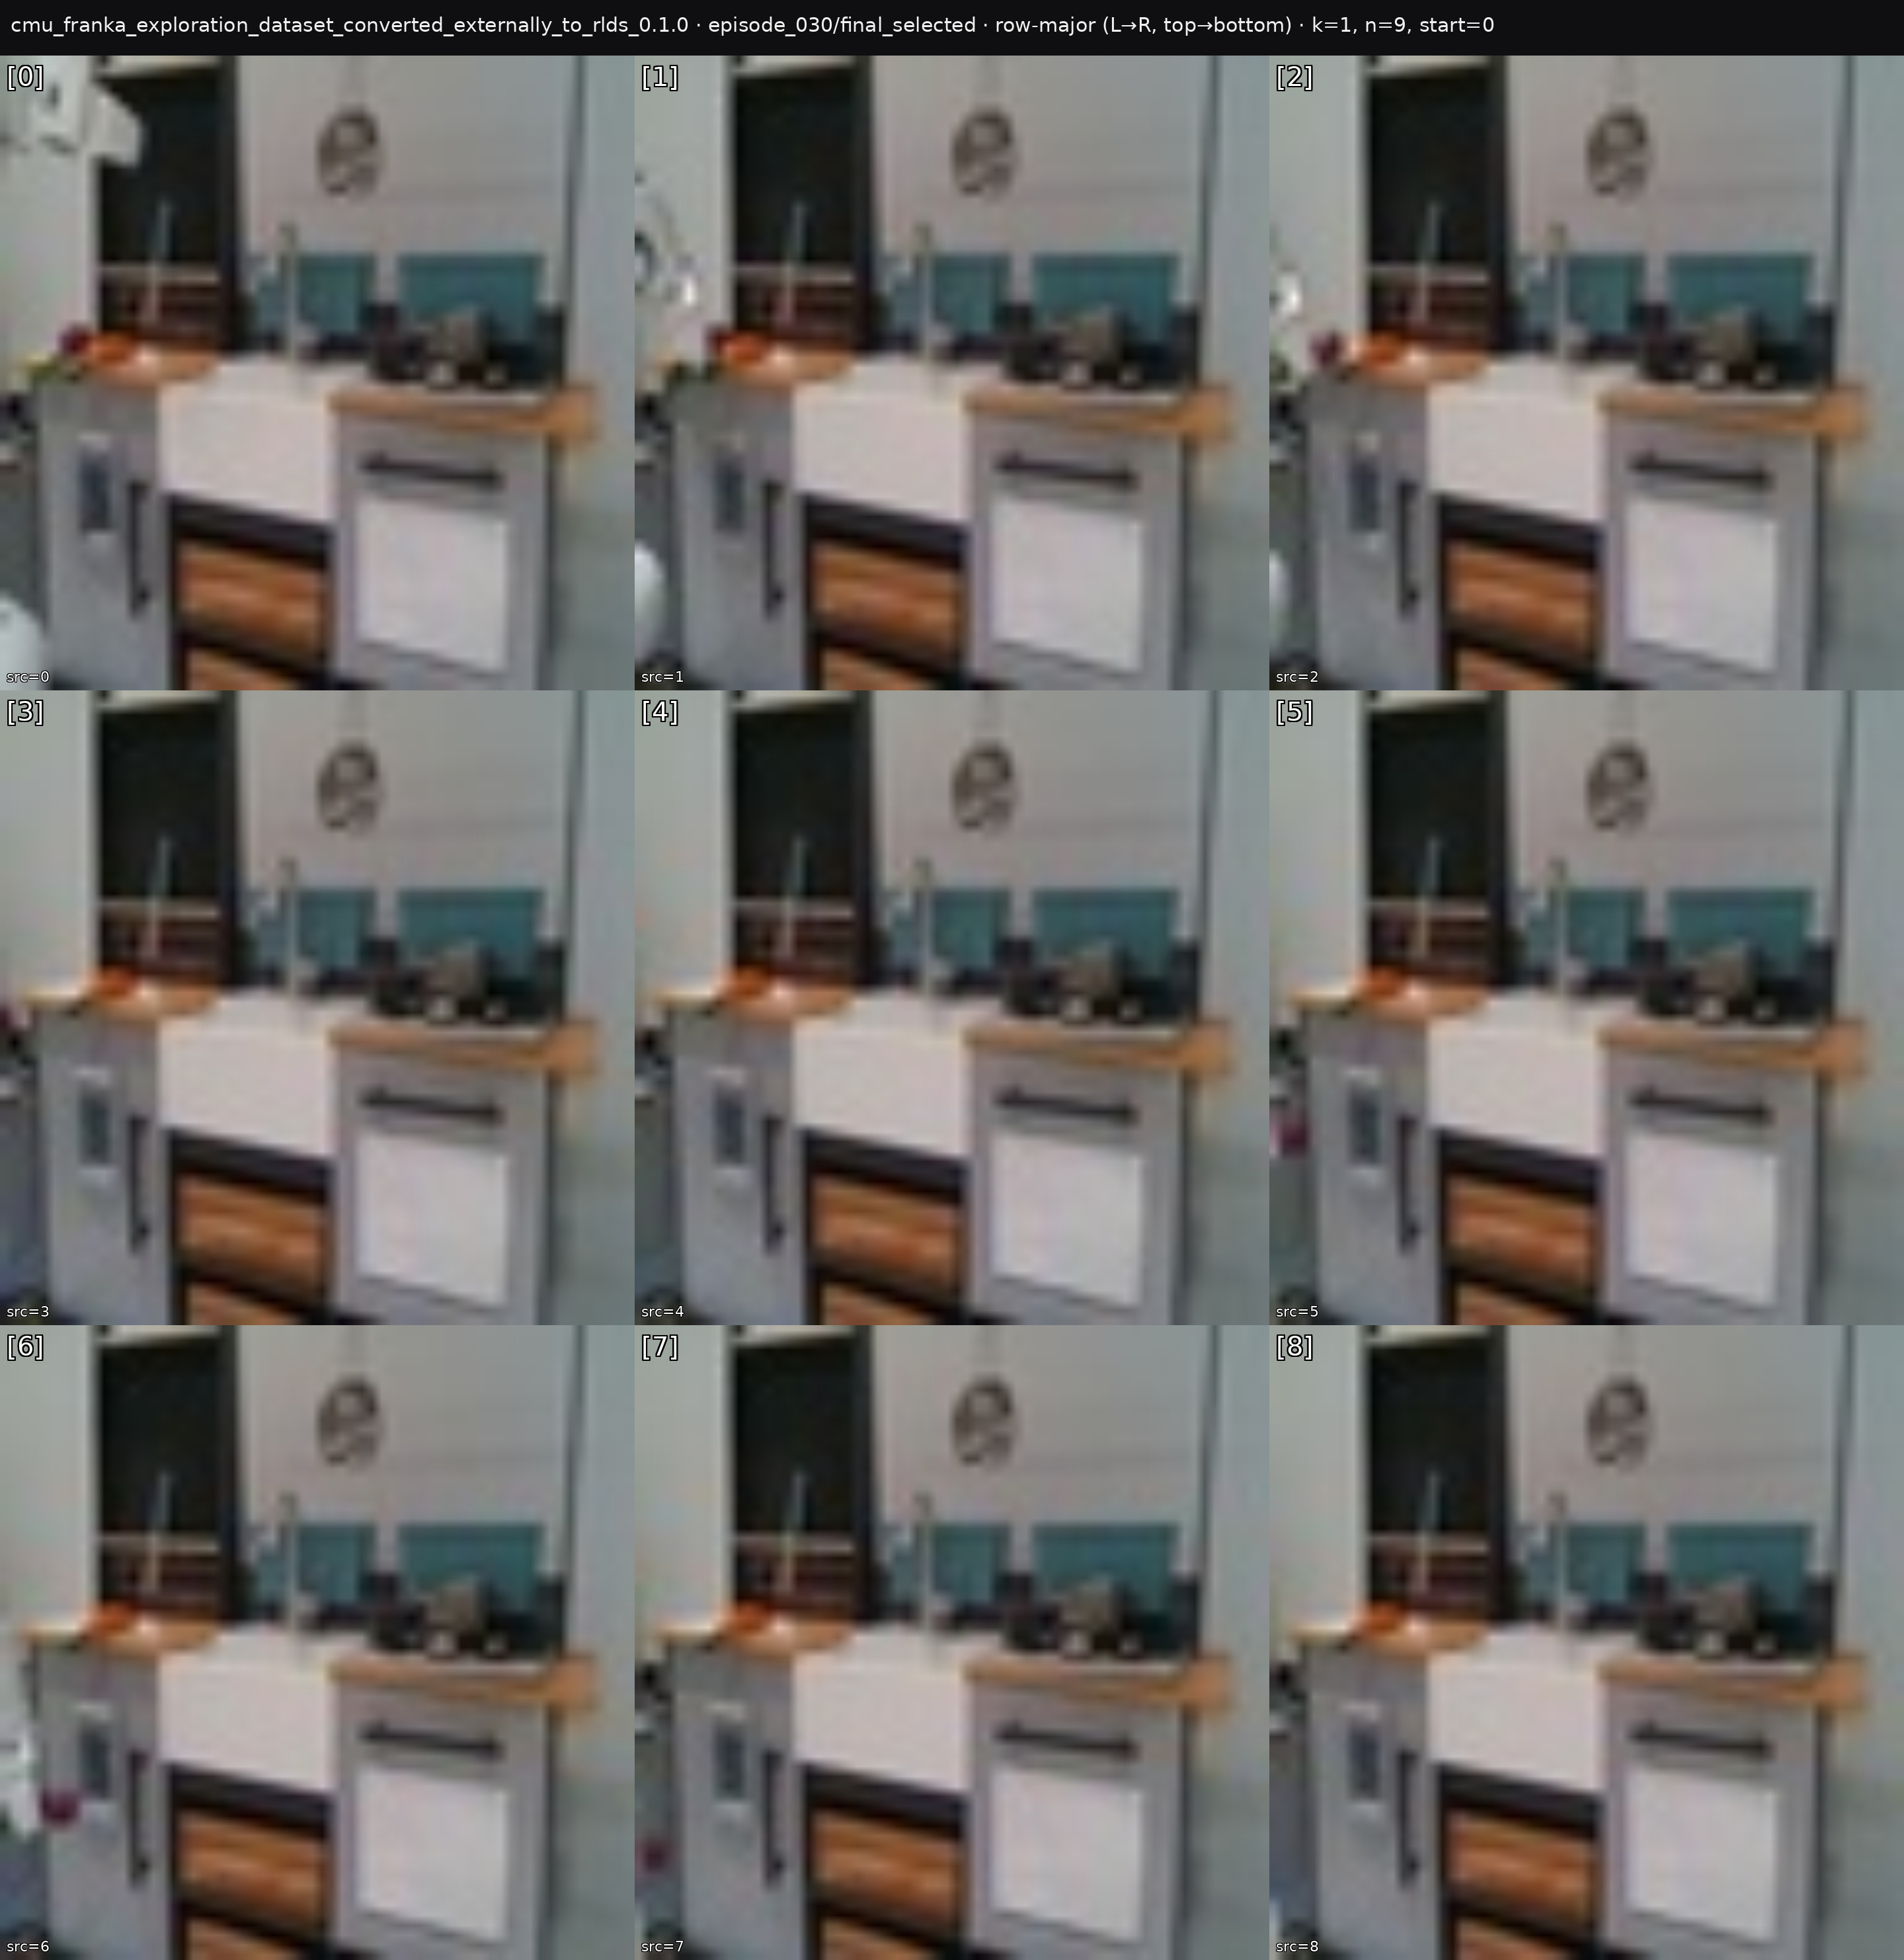 cmu_franka_exploration_dataset_converted_externally_to_rlds_0.1.0 · episode_030/final_selected · row-major (L→R, top→bottom) · k=1, n=9, start=0
[0]
[1]
[2]
src=0
src=1
src=2
[3]
[4]
[5]
src=3
src=4
src=5
[6]
[7]
[8]
src=6
src=7
src=8